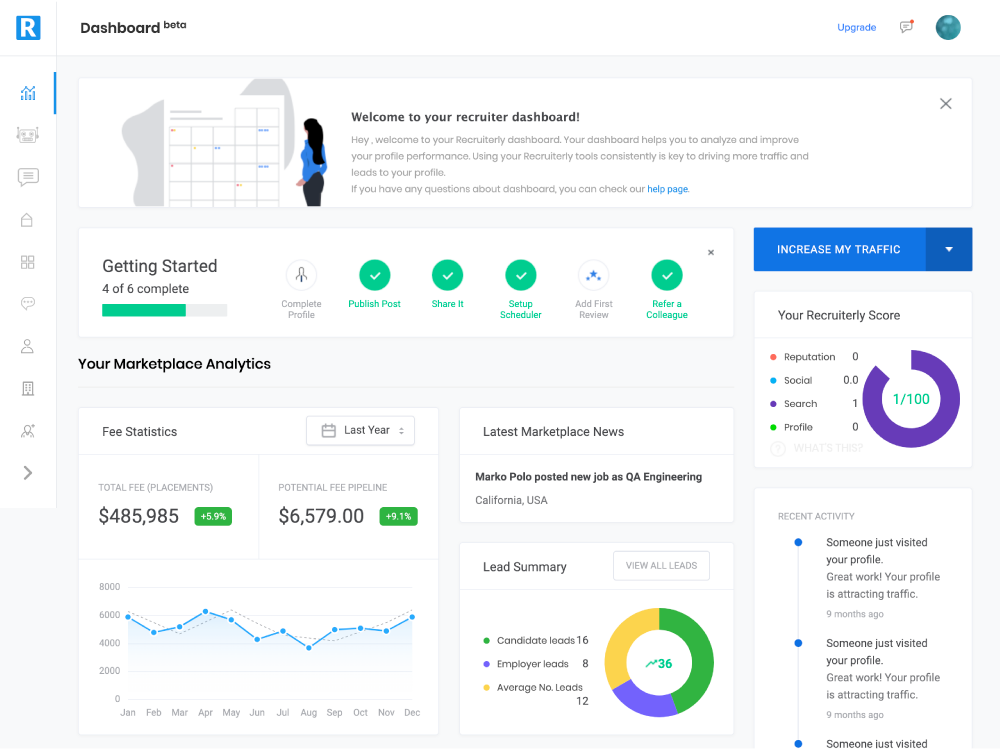 R
Dashboard beta
Upgrade
Welcome to your recruiter dashboard!
Hey , welcome to your Recruiterly dashboard. Your dashboard helps you to analyze and improve
your profile performance. Using your Recruiterly tools consistently is key to driving more traffic and
leads to your profile.
If you have any questions about dashboard, you can check our help page.
Getting Started
4 of 6 complete
Complete
Profile
Publish Post
Share It
Setup
Scheduler
Add First
Review
Refer a
Colleague
INCREASE MY TRAFFIC
Your Recruiterly Score
Reputation 0
Social 0.0
Search 1
Profile 0
1/100
WHAT'S THIS?
Your Marketplace Analytics
Fee Statistics
Last Year
TOTAL FEE (PLACEMENTS)
$485,985 +5.9%
POTENTIAL FEE PIPELINE
$6,579.00 +9.1%
8000
6000
4000
2000
0
Jan Feb Mar Apr May Jun Jul Aug Sep Oct Nov Dec
Latest Marketplace News
Marko Polo posted new job as QA Engineering
California, USA
Lead Summary
VIEW ALL LEADS
Candidate leads 16
Employer leads 8
Average No. Leads
12
36
RECENT ACTIVITY
Someone just visited
your profile.
Great work! Your profile
is attracting traffic.
9 months ago
Someone just visited
your profile.
Great work! Your profile
is attracting traffic.
9 months ago
Someone just visited